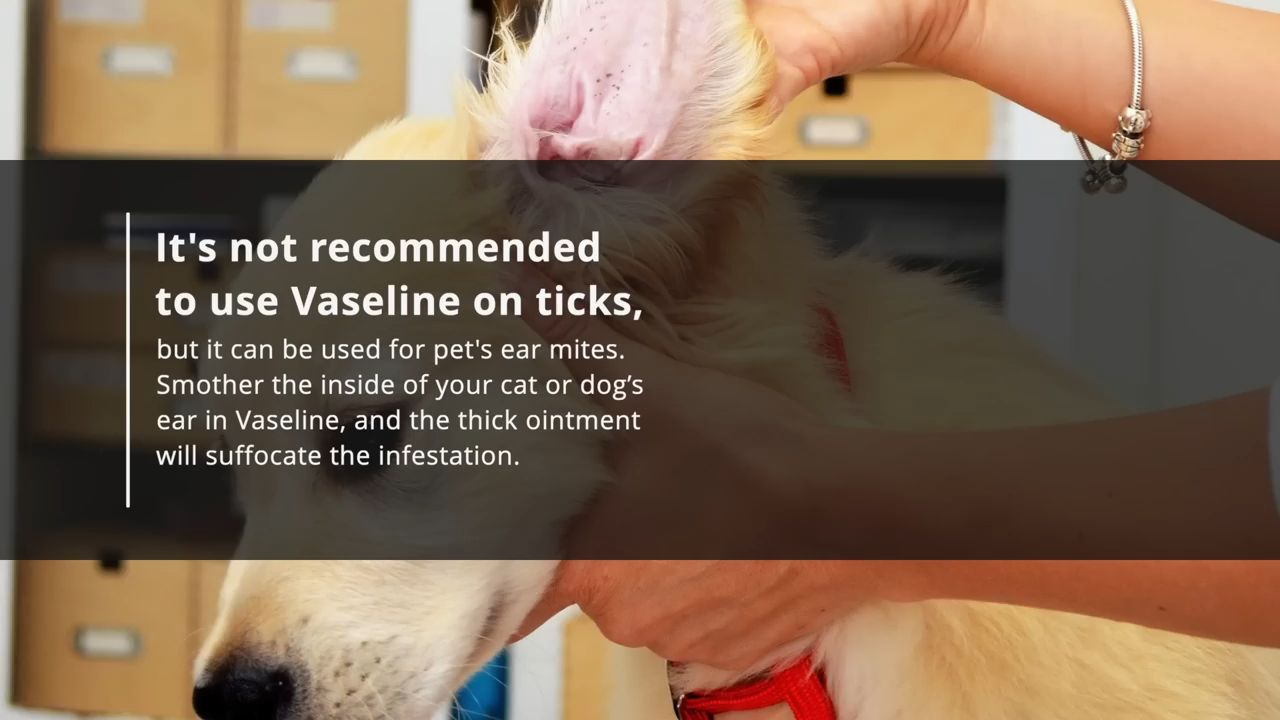 It's not recommended
to use Vaseline on ticks,
but it can be used for pet's ear mites.
Smother the inside of your cat or dog’s
ear in Vaseline, and the thick ointment
will suffocate the infestation.